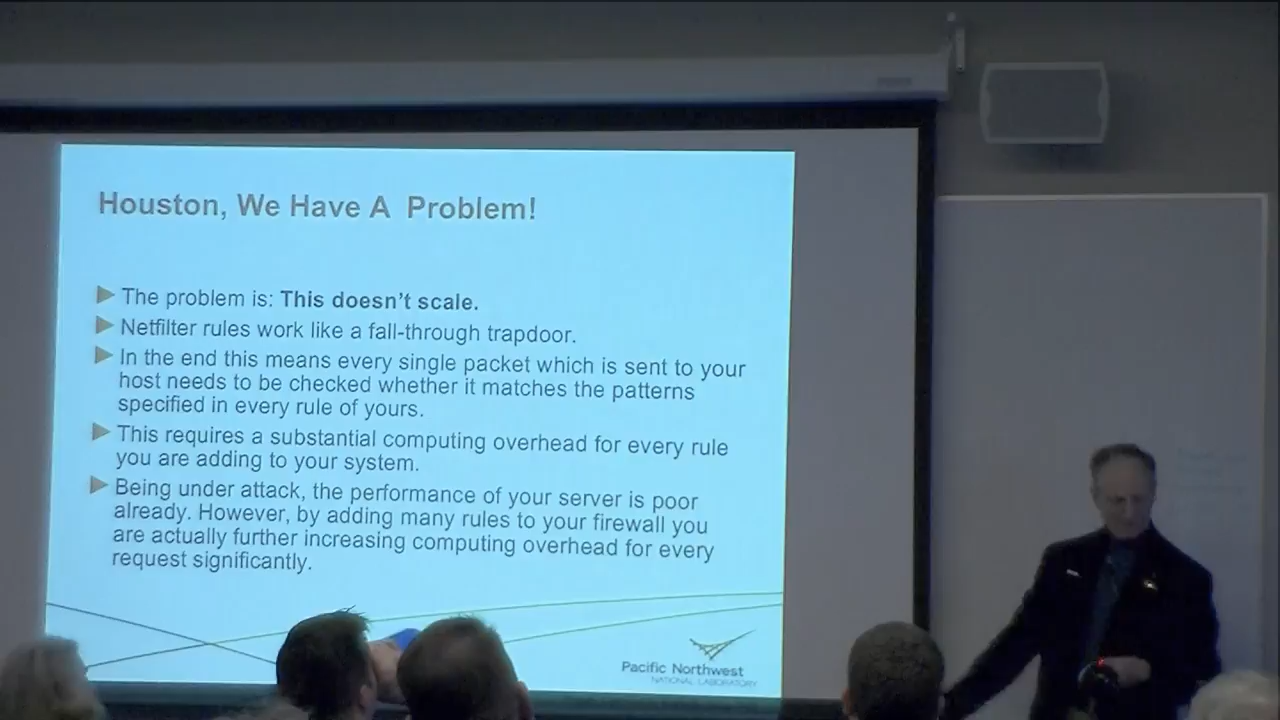 Houston, We Have A Problem!
The problem is: This doesn't scale.
Netfilter rules work like a fall-through trapdoor.
In the end this means every single packet which is sent to your
host needs to be checked whether it matches the patterns
specified in every rule of yours.
This requires a substantial computing overhead for every rule
you are adding to your system.
Being under attack, the performance of your server is poor
already. However, by adding many rules to your firewall you
are actually further increasing computing overhead for every
request significantly.
Pacific Northwest
NATIONAL LABORATORY